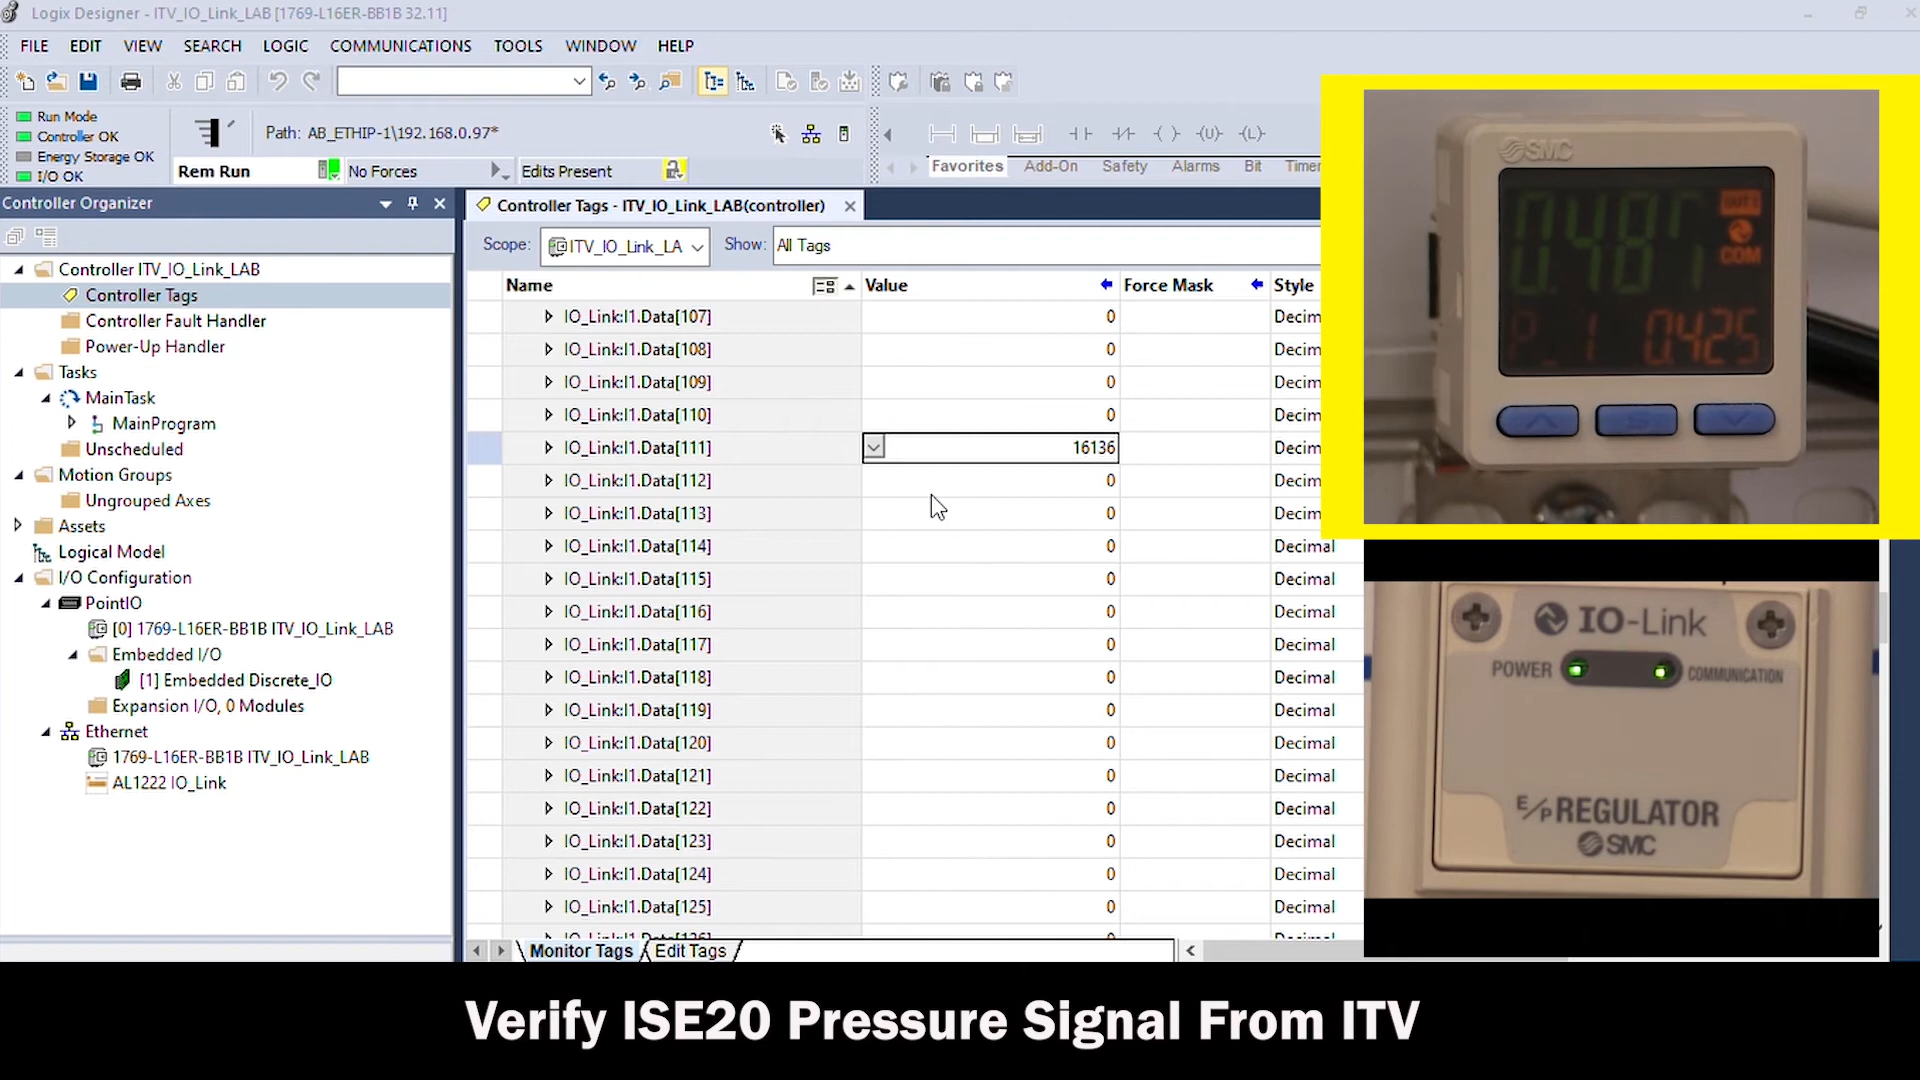 Logix Designer - ITV_IO_Link_LAB [1769-L16ER-BB1B 32.11]
FILE EDIT VIEW SEARCH LOGIC COMMUNICATIONS TOOLS WINDOW HELP
Run Mode
Controller OK
Energy Storage OK
I/O OK
Path: AB_ETHIP-1\192.168.0.97*
Rem Run No Forces Edits Present
Favorites Add-On Safety Alarms Bit Timer
Controller Organizer
Controller ITV_IO_Link_LAB
Controller Tags
Controller Fault Handler
Power-Up Handler
Tasks
MainTask
MainProgram
Unscheduled
Motion Groups
Ungrouped Axes
Assets
Logical Model
I/O Configuration
PointIO
[0] 1769-L16ER-BB1B ITV_IO_Link_LAB
Embedded I/O
[1] Embedded Discrete_IO
Expansion I/O, 0 Modules
Ethernet
1769-L16ER-BB1B ITV_IO_Link_LAB
AL1222 IO_Link
Controller Tags - ITV_IO_Link_LAB(controller)
Scope: ITV_IO_Link_LA Show: All Tags
Name Value Force Mask Style
IO_Link:I1.Data[107] 0 Decim
IO_Link:I1.Data[108] 0 Decim
IO_Link:I1.Data[109] 0 Decim
IO_Link:I1.Data[110] 0 Decim
IO_Link:I1.Data[111] 16136 Decim
IO_Link:I1.Data[112] 0 Decim
IO_Link:I1.Data[113] 0 Decim
IO_Link:I1.Data[114] 0 Decimal
IO_Link:I1.Data[115] 0 Decimal
IO_Link:I1.Data[116] 0 Decimal
IO_Link:I1.Data[117] 0 Decimal
IO_Link:I1.Data[118] 0 Decimal
IO_Link:I1.Data[119] 0 Decimal
IO_Link:I1.Data[120] 0 Decimal
IO_Link:I1.Data[121] 0 Decimal
IO_Link:I1.Data[122] 0 Decimal
IO_Link:I1.Data[123] 0 Decimal
IO_Link:I1.Data[124] 0 Decimal
IO_Link:I1.Data[125] 0 Decimal
Monitor Tags Edit Tags
SMC
0.487
OUT1
COM
P_1 0.425
S
IO-Link
POWER COMMUNICATION
E/P REGULATOR
SMC
Verify ISE20 Pressure Signal From ITV